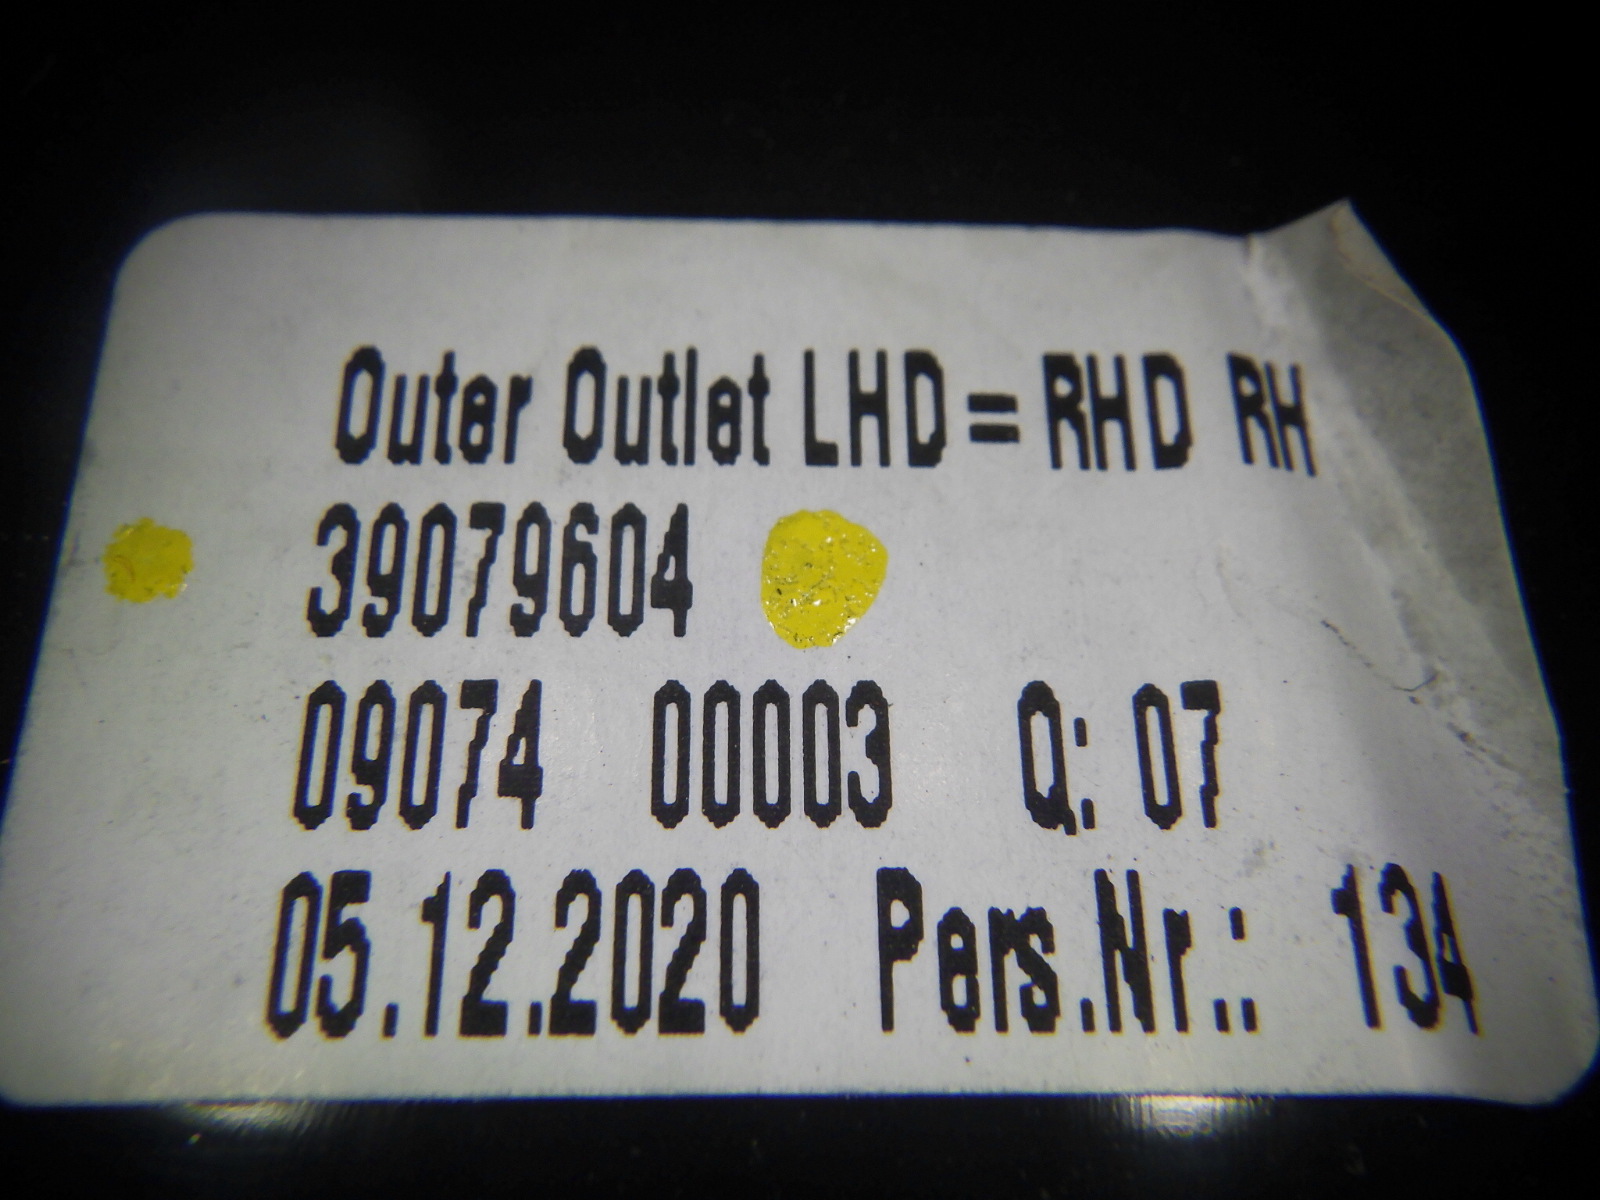 Outer Outlet LHD = RHD RH
39079604
09074 00003 Q: 07
05.12.2020 Pers.Nr.: 134